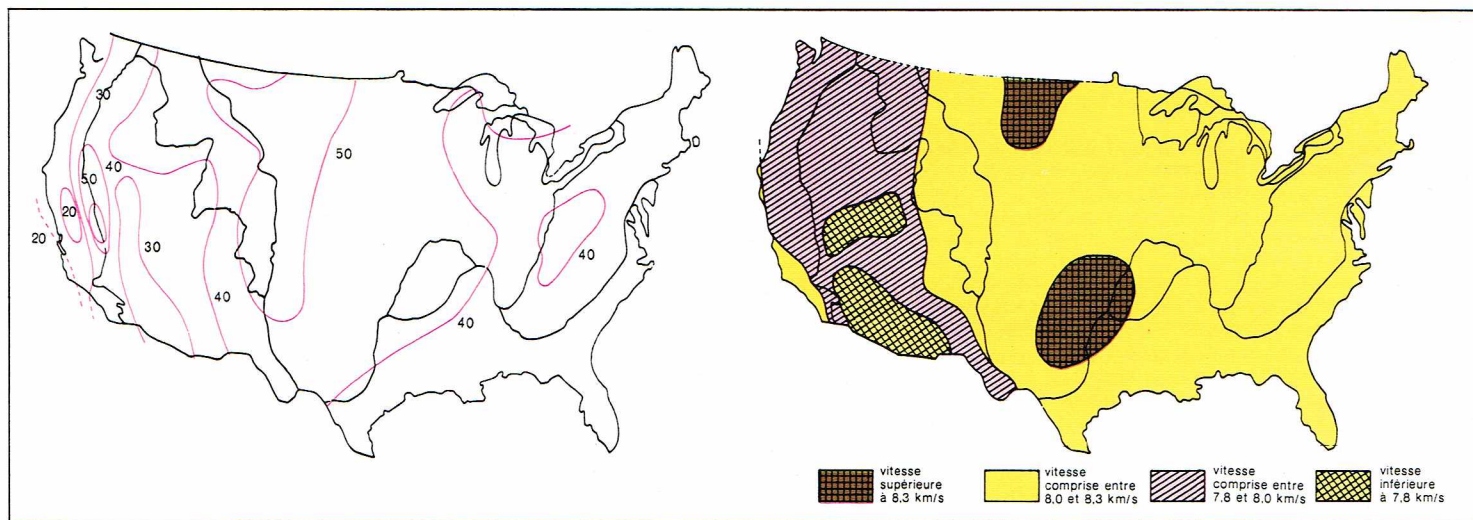 30
40
50
20
20
30
40
50
40
40
vitesse
supérieure
à 8,3 km/s
vitesse
comprise entre
8,0 et 8,3 km/s
vitesse
comprise entre
7,8 et 8,0 km/s
vitesse
inférieure
à 7,8 km/s